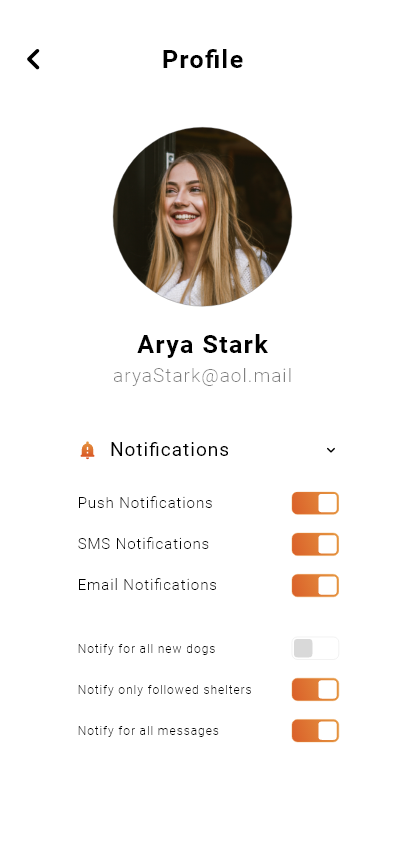 Profile
Arya Stark
aryaStark@aol.mail
Notifications
Push Notifications
SMS Notifications
Email Notifications
Notify for all new dogs
Notify only followed shelters
Notify for all messages